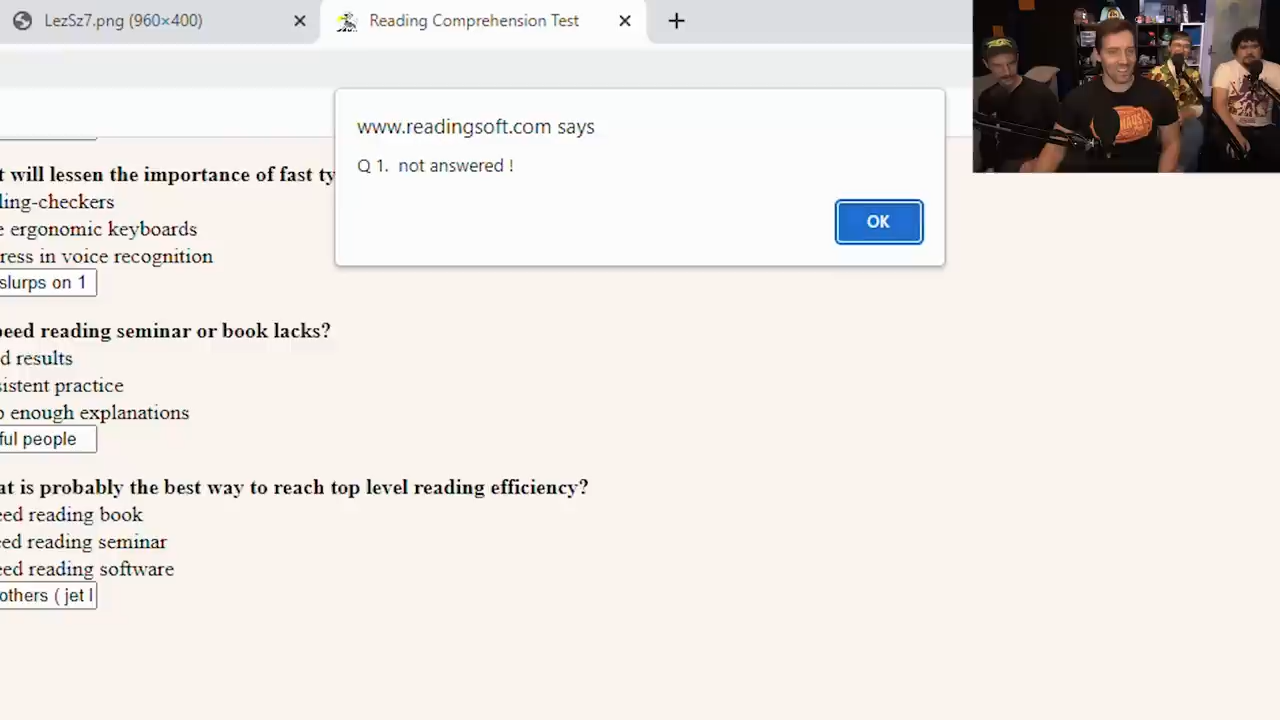 LezSz7.png (960×400)
Reading Comprehension Test
www.readingsoft.com says
Q 1. not answered !
OK
t will lessen the importance of fast ty
ling-checkers
e ergonomic keyboards
ress in voice recognition
slurps on 1
peed reading seminar or book lacks?
d results
sistent practice
p enough explanations
ful people
at is probably the best way to reach top level reading efficiency?
eed reading book
eed reading seminar
eed reading software
others ( jet l